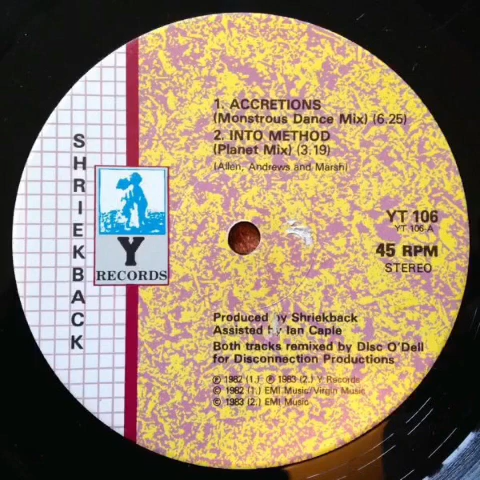 1. ACCRETIONS
(Monstrous Dance Mix) (6.25)
2. INTO METHOD
(Planet Mix) (3.19)
(Allen, Andrews and Marsh)
SHRIEKBACK
Y
RECORDS
YT 106
YT 106-A
45 RPM
STEREO
Produced by Shriekback
Assisted by Ian Caple
Both tracks remixed by Disc O'Dell
for Disconnection Productions
℗ 1982 (1.) ℗ 1983 (2.) Y Records
© 1982 (1.) EMI Music/Virgin Music
© 1983 (2.) EMI Music